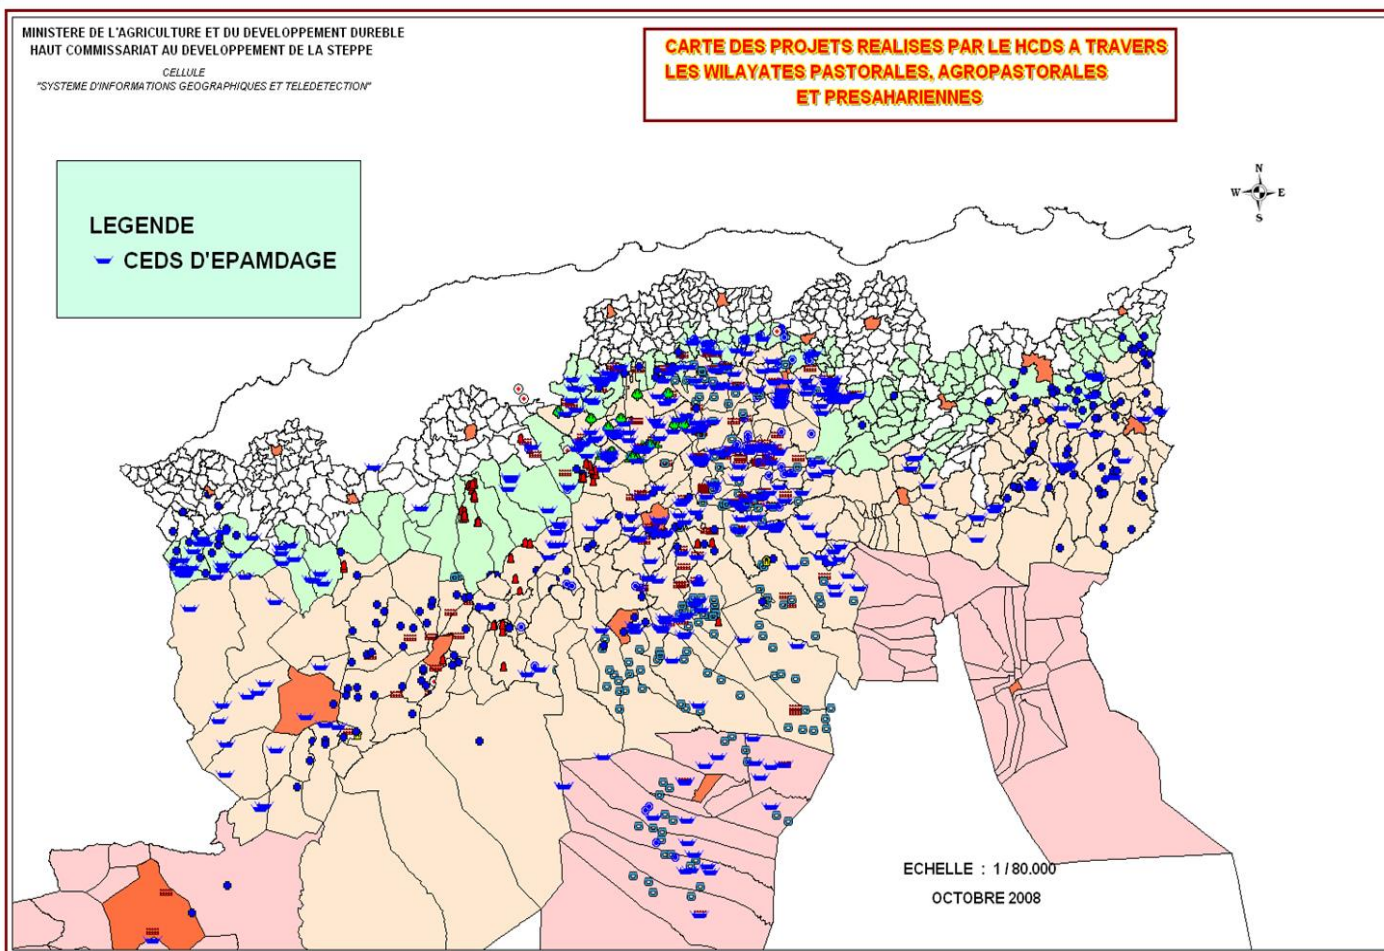 MINISTERE DE L'AGRICULTURE ET DU DEVELOPPEMENT DUREBLE
HAUT COMMISSARIAT AU DEVELOPPEMENT DE LA STEPPE
CELLULE
"SYSTEME D'INFORMATIONS GEOGRAPHIQUES ET TELEDETECTION"
CARTE DES PROJETS REALISES PAR LE HCDS A TRAVERS
LES WILAYATES PASTORALES, AGROPASTORALES
ET PRESAHARIENNES
LEGENDE
CEDS D'EPAMDAGE
N
W E
S
ECHELLE : 1 / 80.000
OCTOBRE 2008